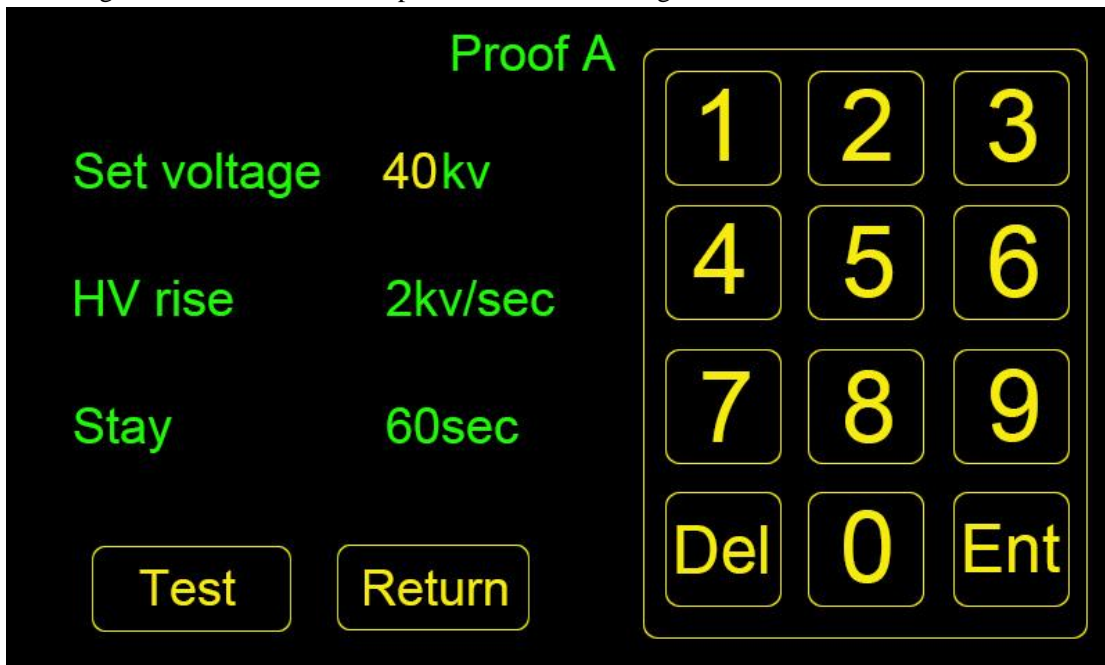 Proof A
Set voltage 40kv
HV rise 2kv/sec
Stay 60sec
Test Return
1 2 3
4 5 6
7 8 9
Del 0 Ent